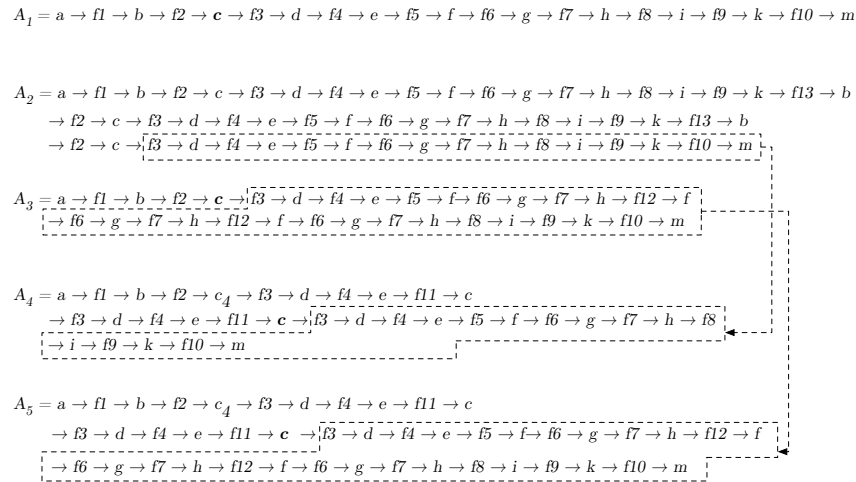 A1 = a → f1 → b → f2 → c → f3 → d → f4 → e → f5 → f → f6 → g → f7 → h → f8 → i → f9 → k → f10 → m
A2 = a → f1 → b → f2 → c → f3 → d → f4 → e → f5 → f → f6 → g → f7 → h → f8 → i → f9 → k → f13 → b
→ f2 → c → f3 → d → f4 → e → f5 → f → f6 → g → f7 → h → f8 → i → f9 → k → f13 → b
→ f2 → c → f3 → d → f4 → e → f5 → f → f6 → g → f7 → h → f8 → i → f9 → k → f10 → m
A3 = a → f1 → b → f2 → c → f3 → d → f4 → e → f5 → f → f6 → g → f7 → h → f12 → f
→ f6 → g → f7 → h → f12 → f → f6 → g → f7 → h → f8 → i → f9 → k → f10 → m
A4 = a → f1 → b → f2 → c4 → f3 → d → f4 → e → f11 → c
→ f3 → d → f4 → e → f11 → c → f3 → d → f4 → e → f5 → f → f6 → g → f7 → h → f8
→ i → f9 → k → f10 → m
A5 = a → f1 → b → f2 → c4 → f3 → d → f4 → e → f11 → c
→ f3 → d → f4 → e → f11 → c → f3 → d → f4 → e → f5 → f → f6 → g → f7 → h → f12 → f
→ f6 → g → f7 → h → f12 → f → f6 → g → f7 → h → f8 → i → f9 → k → f10 → m